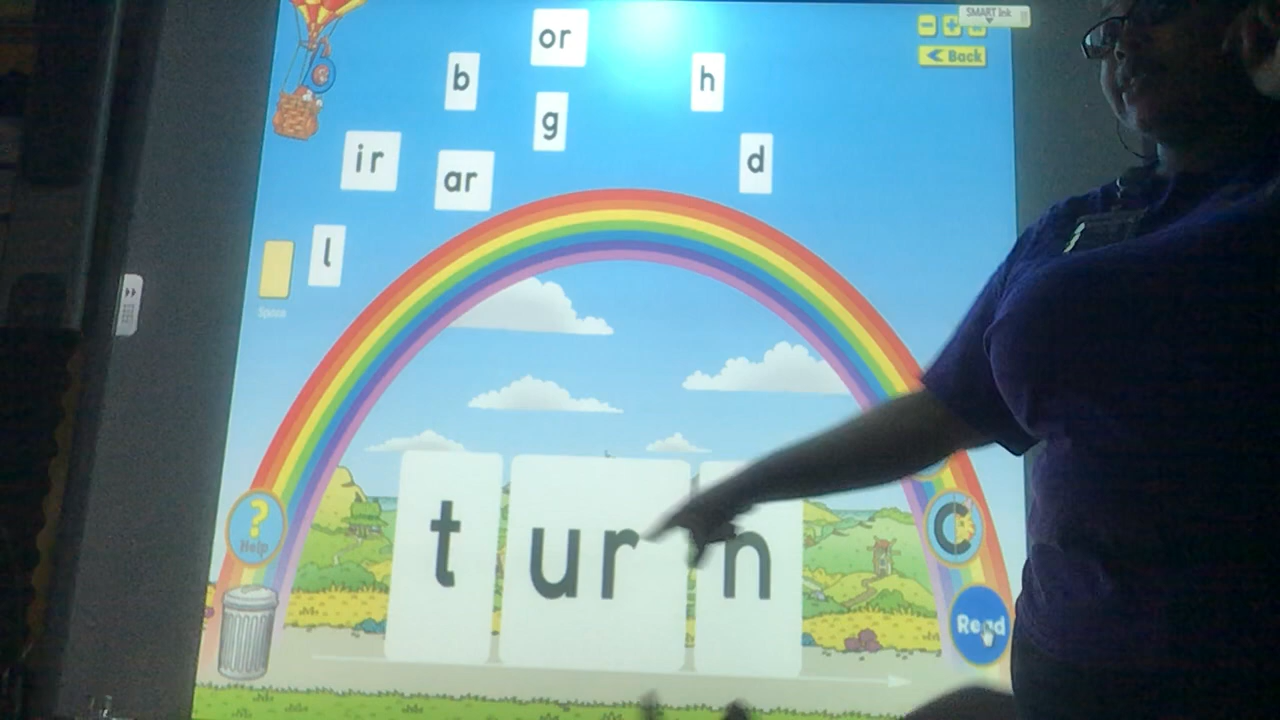 SMART Ink
or
b
h
Back
g
ir
ar
d
l
Space
t ur n
? Help
C
Read